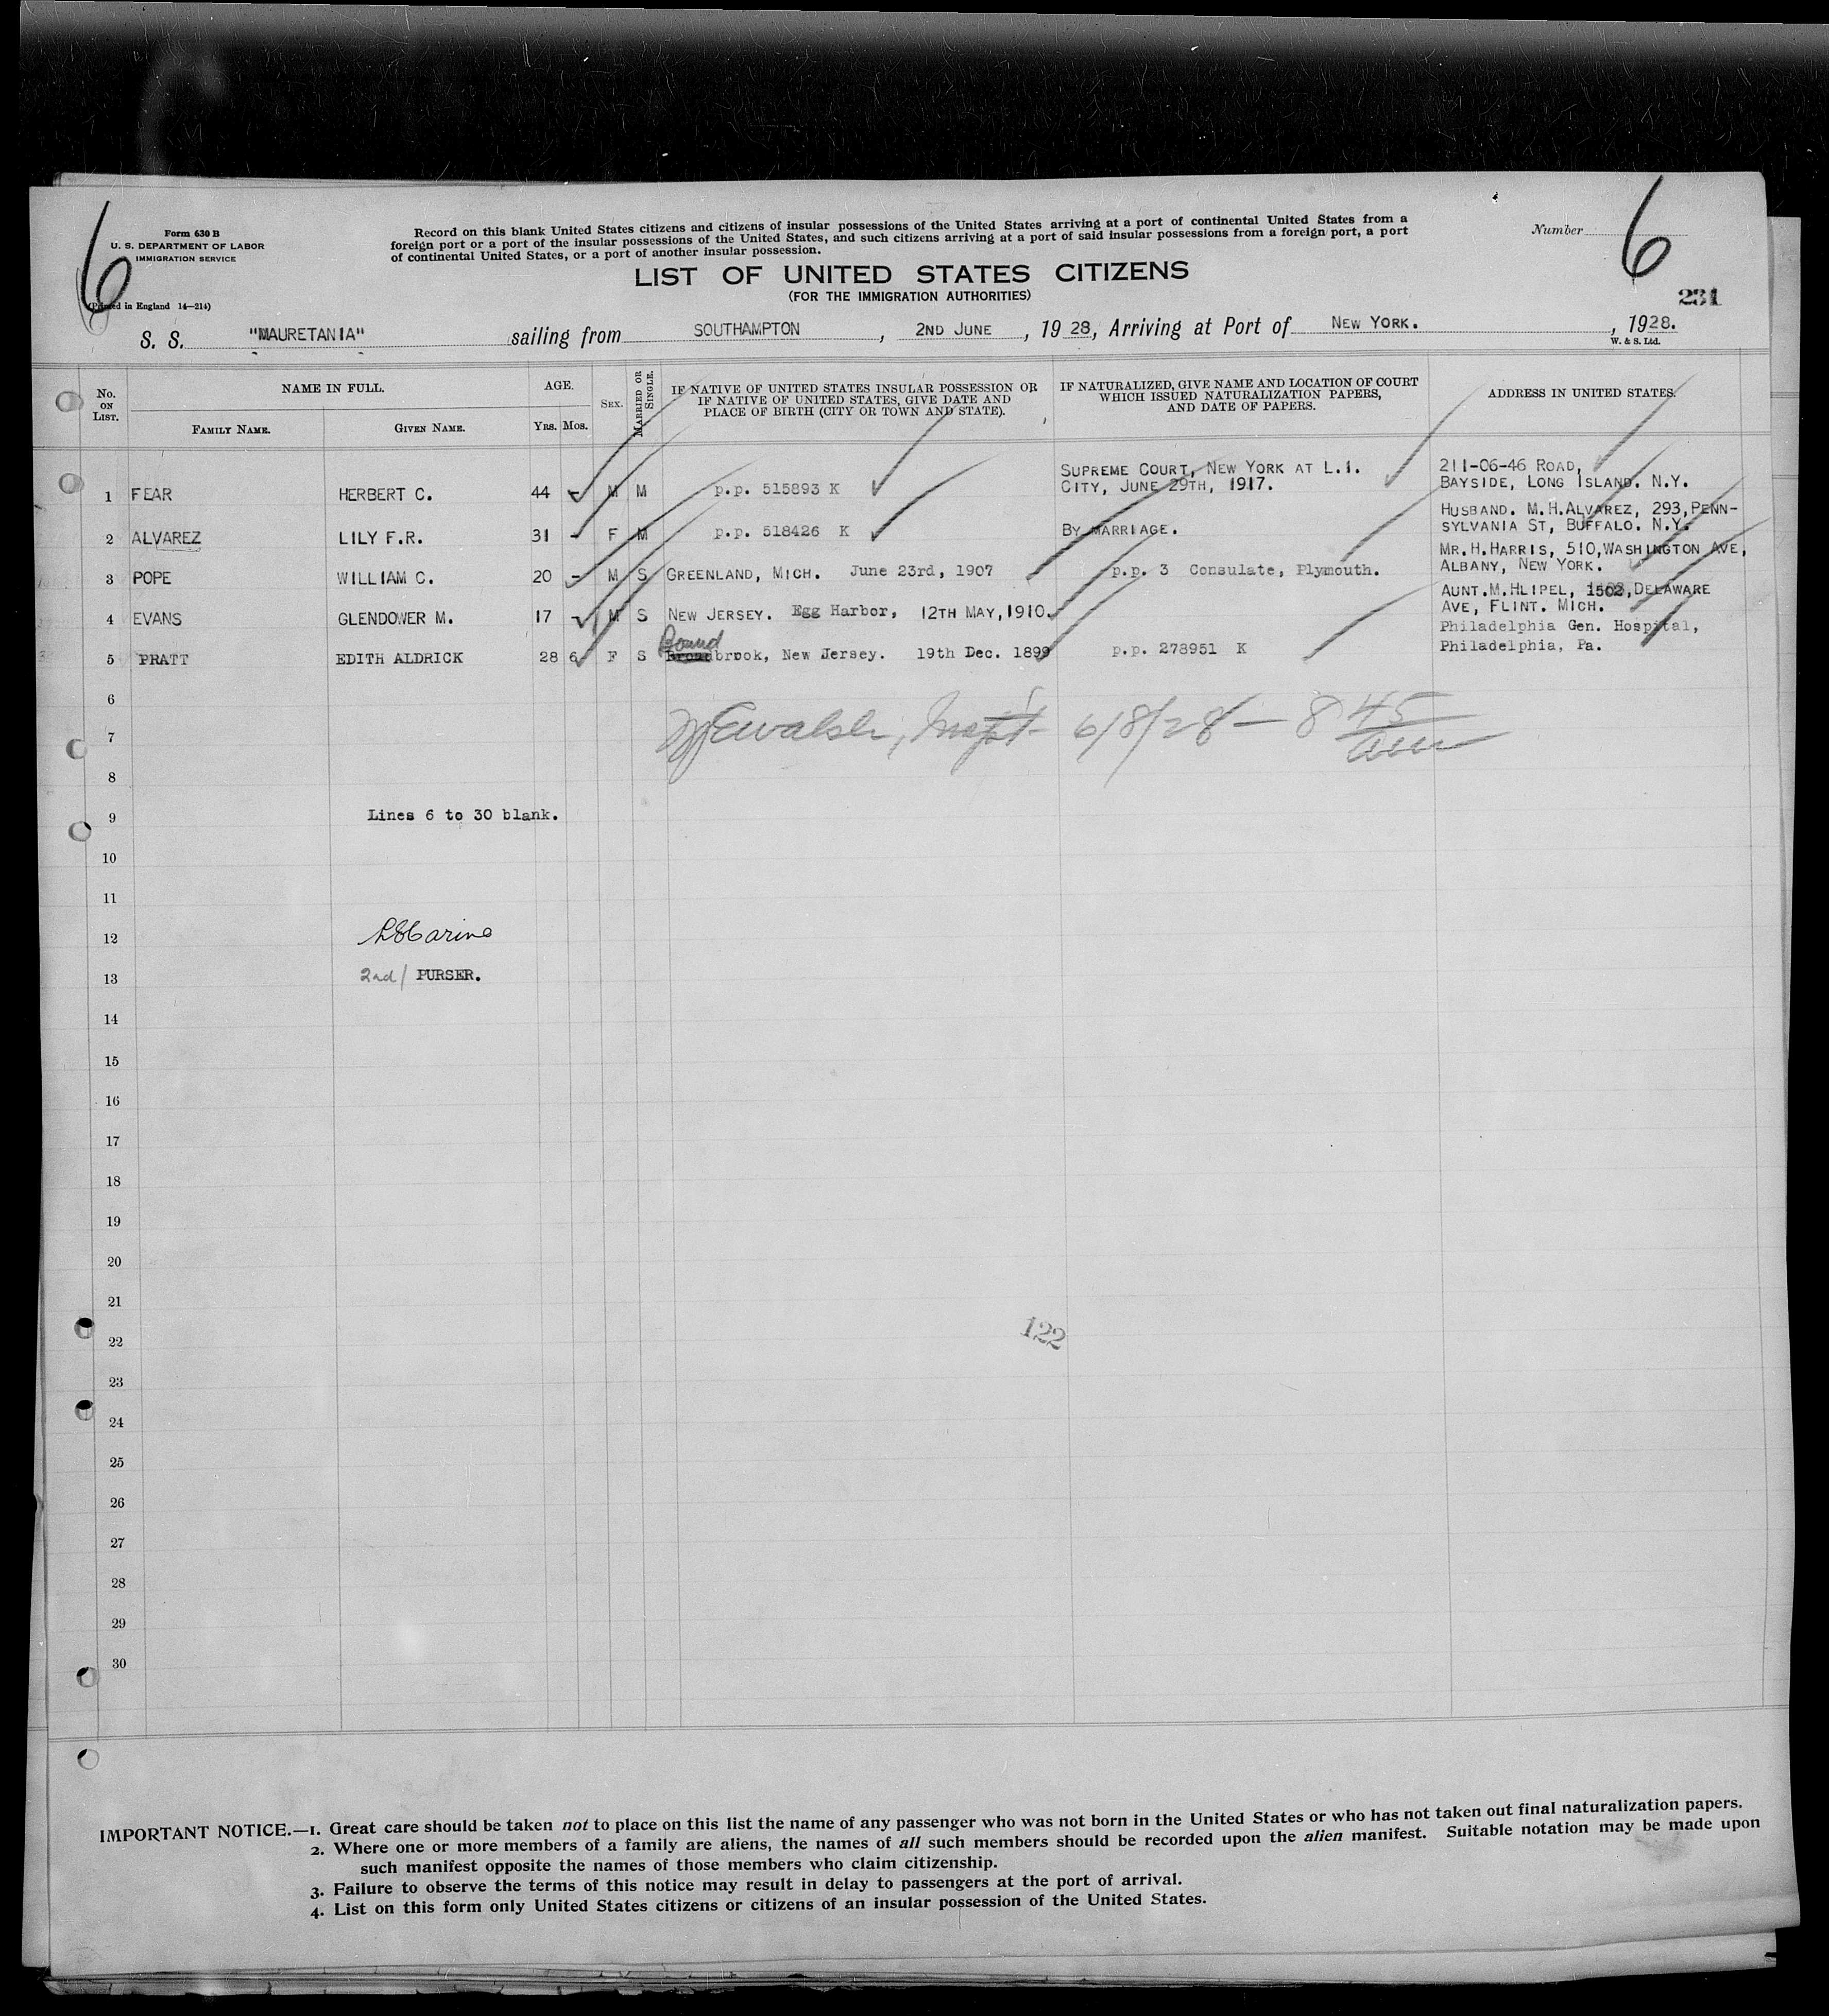 6
Form 630 B
U. S. DEPARTMENT OF LABOR
IMMIGRATION SERVICE
(Printed in England 14—214)
Record on this blank United States citizens and citizens of insular possessions of the United States arriving at a port of continental United States from a
foreign port or a port of the insular possessions of the United States, and such citizens arriving at a port of said insular possessions from a foreign port, a port
of continental United States, or a port of another insular possession.
Number 6
231
LIST OF UNITED STATES CITIZENS
(FOR THE IMMIGRATION AUTHORITIES)
S. S. "MAURETANIA" sailing from SOUTHAMPTON, 2ND JUNE, 1928, Arriving at Port of NEW YORK., 1928.
W. & S. Ltd.
No. ON LIST. NAME IN FULL. AGE. SEX. MARRIED OR SINGLE. IF NATIVE OF UNITED STATES INSULAR POSSESSION OR IF NATIVE OF UNITED STATES, GIVE DATE AND PLACE OF BIRTH (CITY OR TOWN AND STATE). IF NATURALIZED, GIVE NAME AND LOCATION OF COURT WHICH ISSUED NATURALIZATION PAPERS, AND DATE OF PAPERS. ADDRESS IN UNITED STATES.
FAMILY NAME. GIVEN NAME. YRS. MOS.
1 FEAR HERBERT C. 44 - M M p.p. 515893 K SUPREME COURT, NEW YORK AT L.I. CITY, JUNE 29TH, 1917. 211-06-46 ROAD, BAYSIDE, LONG ISLAND. N.Y.
2 ALVAREZ LILY F.R. 31 - F M p.p. 518426 K BY MARRIAGE. HUSBAND. M.H.ALVAREZ, 293,PENN-SYLVANIA ST, BUFFALO. N.Y.
3 POPE WILLIAM C. 20 - M S GREENLAND, MICH. June 23rd, 1907 p.p. 3 Consulate, Plymouth. MR.H.HARRIS, 510,WASHINGTON AVE, ALBANY, NEW YORK.
4 EVANS GLENDOWER M. 17 - M S NEW JERSEY. Egg Harbor, 12TH MAY,1910. AUNT.M.HLIPEL, 1502,DELAWARE AVE, FLINT. MICH.
5 PRATT EDITH ALDRICK 28 6 F S Bound brook, New Jersey. 19th Dec. 1899 p.p. 278951 K Philadelphia Gen. Hospital, Philadelphia, Pa.
6
7 Walsh, Insp't 6/8/28 — 8 45 am
8
9 Lines 6 to 30 blank.
10
11
12
13 2nd/ PURSER.
14
15
16
17
18
19
20
21
22 122
23
24
25
26
27
28
29
30
IMPORTANT NOTICE.—1. Great care should be taken not to place on this list the name of any passenger who was not born in the United States or who has not taken out final naturalization papers.
2. Where one or more members of a family are aliens, the names of all such members should be recorded upon the alien manifest. Suitable notation may be made upon
such manifest opposite the names of those members who claim citizenship.
3. Failure to observe the terms of this notice may result in delay to passengers at the port of arrival.
4. List on this form only United States citizens or citizens of an insular possession of the United States.